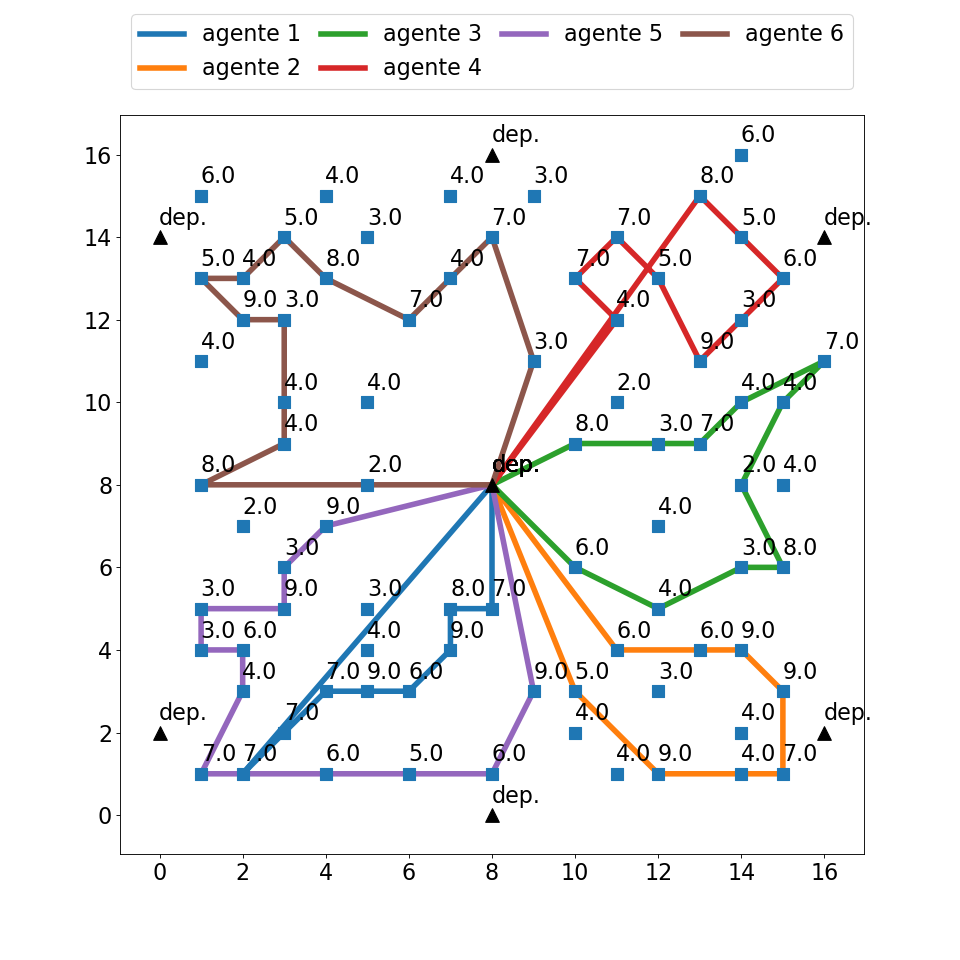 agente 1 agente 3 agente 5 agente 6
agente 2 agente 4
dep. 6.0
16
6.0 4.0 4.0 3.0 8.0
dep. 5.0 3.0 7.0 7.0 5.0 dep.
14
5.0 4.0 8.0 4.0 7.0 5.0 6.0
9.0 3.0 7.0 4.0 3.0
12
4.0 3.0 9.0 7.0
4.0 4.0 2.0 4.0 4.0
10
4.0 8.0 3.0 7.0
8.0 2.0 dep. 2.0 4.0
8
2.0 9.0 4.0
3.0 6.0 3.0 8.0
6
3.0 9.0 3.0 8.0 7.0 4.0
3.0 6.0 4.0 9.0 6.0 6.0 9.0
4
4.0 7.0 9.0 6.0 9.0 5.0 3.0 9.0
dep. 7.0 4.0 4.0 dep.
2
7.0 7.0 6.0 5.0 6.0 4.0 9.0 4.0 7.0
dep.
0
0 2 4 6 8 10 12 14 16